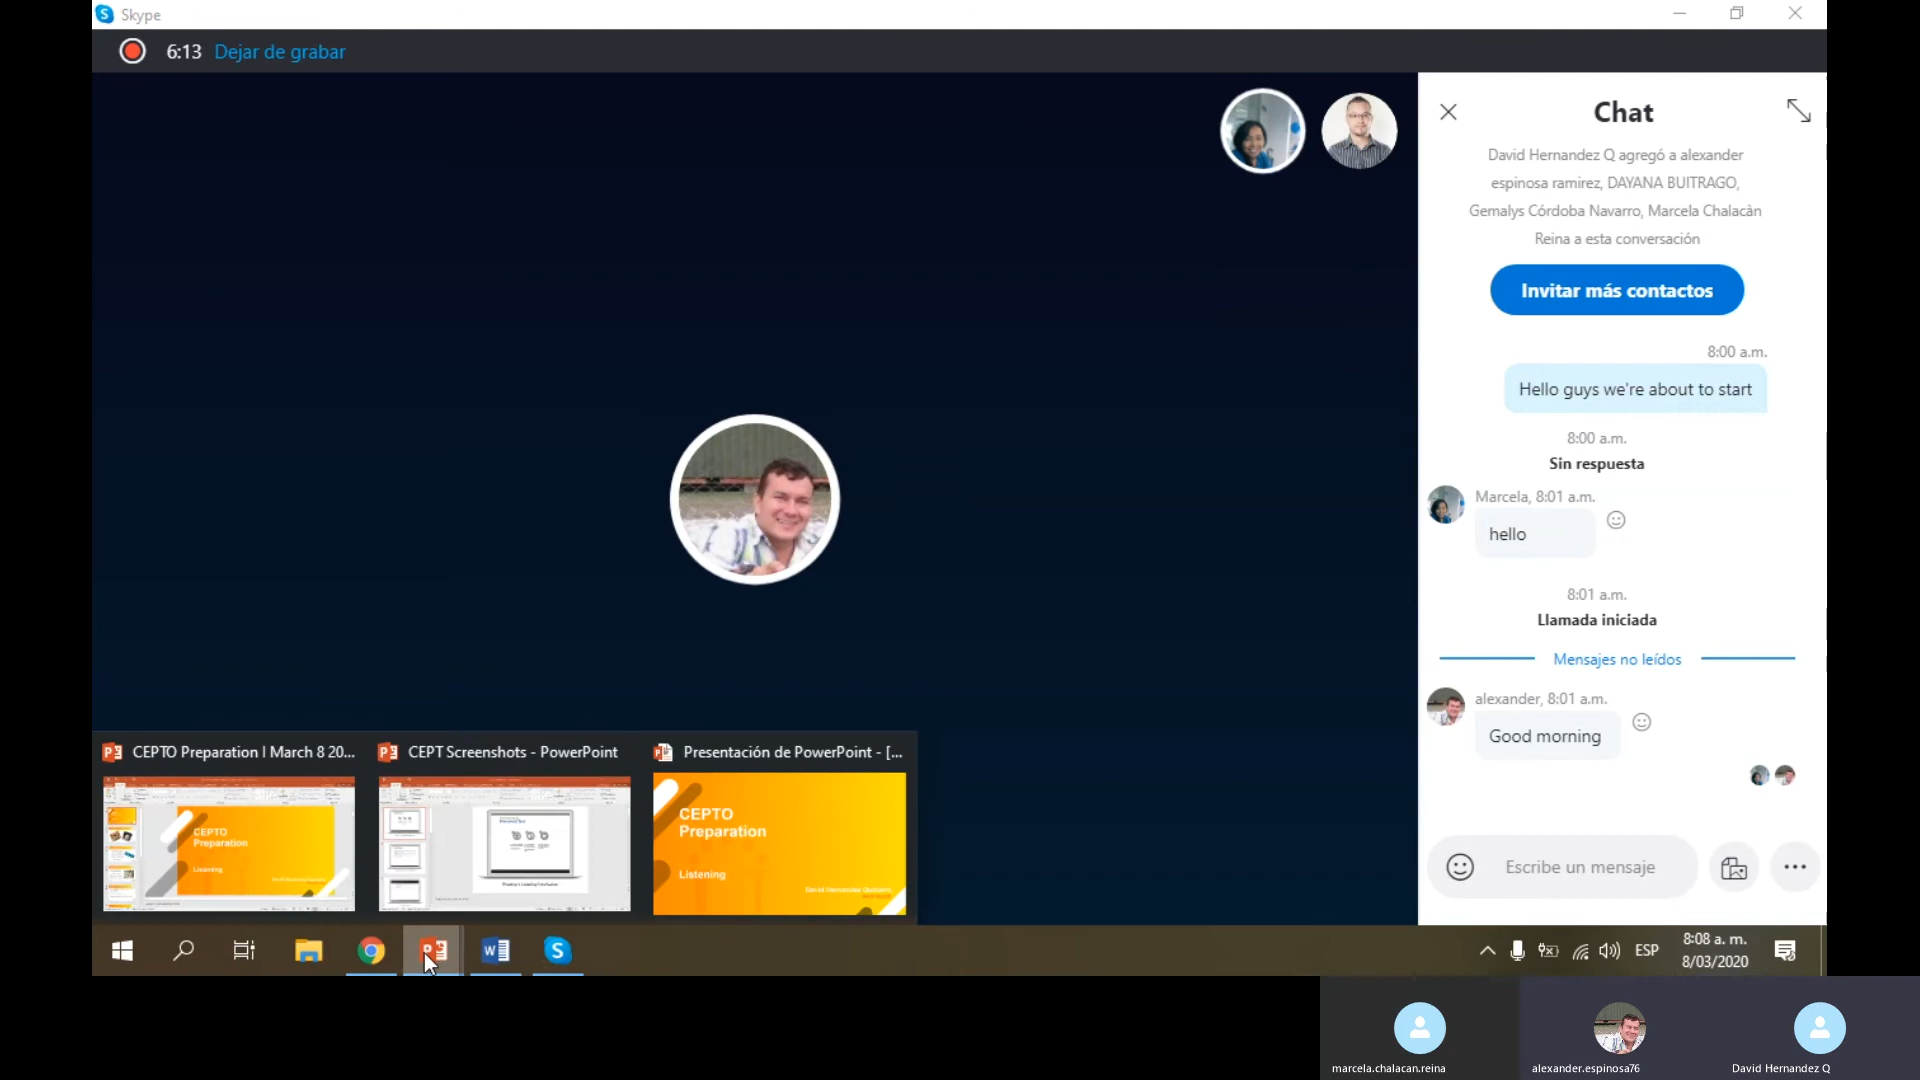 Skype
6:13 Dejar de grabar
Chat
David Hernandez Q agregó a alexander
espinosa ramirez, DAYANA BUITRAGO,
Gemalys Córdoba Navarro, Marcela Chalacàn
Reina a esta conversación
Invitar más contactos
8:00 a.m.
Hello guys we're about to start
8:00 a.m.
Sin respuesta
Marcela, 8:01 a.m.
hello
8:01 a.m.
Llamada iniciada
Mensajes no leídos
alexander, 8:01 a.m.
Good morning
Escribe un mensaje
CEPTO Preparation I March 8 20...
CEPT Screenshots - PowerPoint
Presentación de PowerPoint - [...
CEPTO
Preparation
Listening
CEPTO
Preparation
Listening
David Hernandez
ESP
8:08 a. m.
8/03/2020
marcela.chalacan.reina
alexander.espinosa76
David Hernandez Q